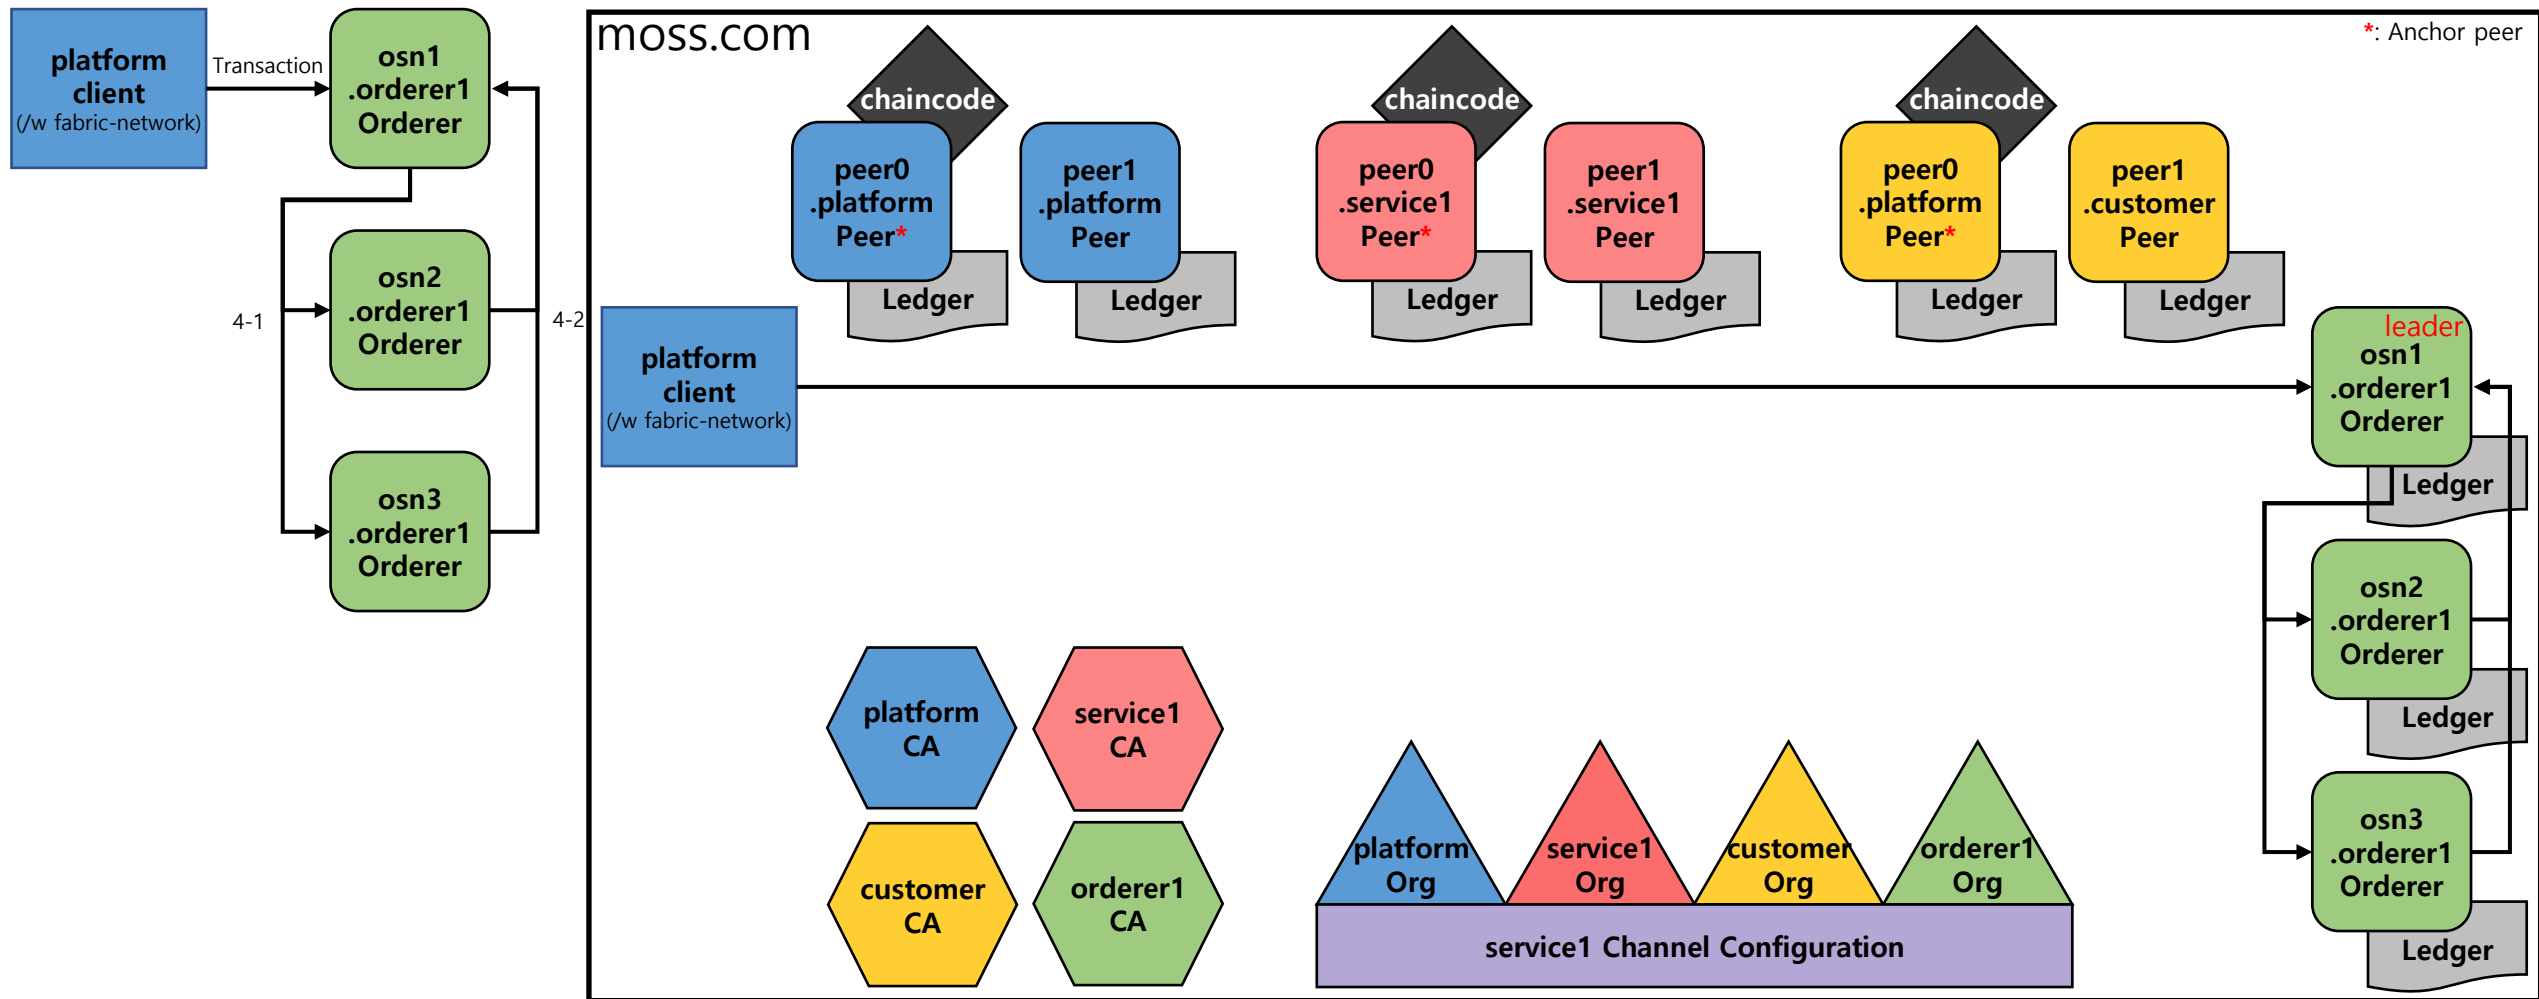 platform
client
(/w fabric-network)
Transaction
osn1
.orderer1
Orderer
osn2
.orderer1
Orderer
osn3
.orderer1
Orderer
4-1
4-2
moss.com
*: Anchor peer
chaincode
peer0
.platform
Peer*
Ledger
peer1
.platform
Peer
Ledger
chaincode
peer0
.service1
Peer*
Ledger
peer1
.service1
Peer
Ledger
chaincode
peer0
.platform
Peer*
Ledger
peer1
.customer
Peer
Ledger
platform
client
(/w fabric-network)
leader
osn1
.orderer1
Orderer
Ledger
osn2
.orderer1
Orderer
Ledger
osn3
.orderer1
Orderer
Ledger
platform
CA
service1
CA
customer
CA
orderer1
CA
platform
Org
service1
Org
customer
Org
orderer1
Org
service1 Channel Configuration